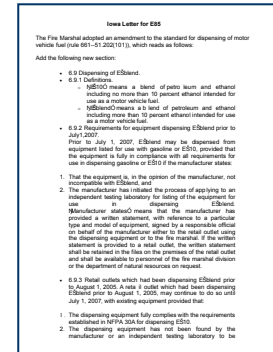 Iowa Letter for E85
The Fire Marshal adopted an amendment to the standard for dispensing of motor
vehicle fuel (rule 661--51.202(101)), which reads as follows:
Add the following new section:
• 6.9 Dispensing of EŠblend.
• 6.9.1 Definitions.
o ŅEŠ10Ó means a blend of petro leum and ethanol
including no more than 10 percent ethanol intended for
use as a motor vehicle fuel.
o ŅEŠblendÓ means a b lend of petroleum and ethanol
including more than 10 percent ethanol intended for use
as a motor vehicle fuel.
• 6.9.2 Requirements for equipment dispensing EŠblend prior to
July1,2007.
Prior to July 1, 2007, EŠblend may be dispensed from
equipment listed for use with gasoline or EŠ10, provided that
the equipment is fully in compliance with all requirements for
use in dispensing gasoline or EŠ10 if the manufacturer states:
1. That the equipment is, in the opinion of the manufacturer, not
incompatible with EŠblend, and
2. The manufacturer has initiated the process of app lying to an
independent testing laboratory for listing of the equipment for
use in dispensing EŠblend.
ŅManufacturer statesÓ means that the manufacturer has
provided a written statement, with reference to a particular
type and model of equipment, signed by a responsible official
on behalf of the manufacturer either to the retail outlet using
the dispensing equipment or to the fire marshal. If the written
statement is provided to a retail outlet, the written statement
shall be retained in the files on the premises of the retail outlet
and shall be available to personnel of the fire marshal division
or the department of natural resources on request.
• 6.9.3 Retail outlets which had been dispensing EŠblend prior
to August 1, 2005. A reta il outlet which had been dispensing
EŠblend prior to August 1, 2005, may continue to do so until
July 1, 2007, with existing equipment provided that:
1. The dispensing equipment fully complies with the requirements
established in NFPA 30A for dispensing EŠ10.
2. The dispensing equipment has not been found by the
manufacturer or an independent testing laboratory to be